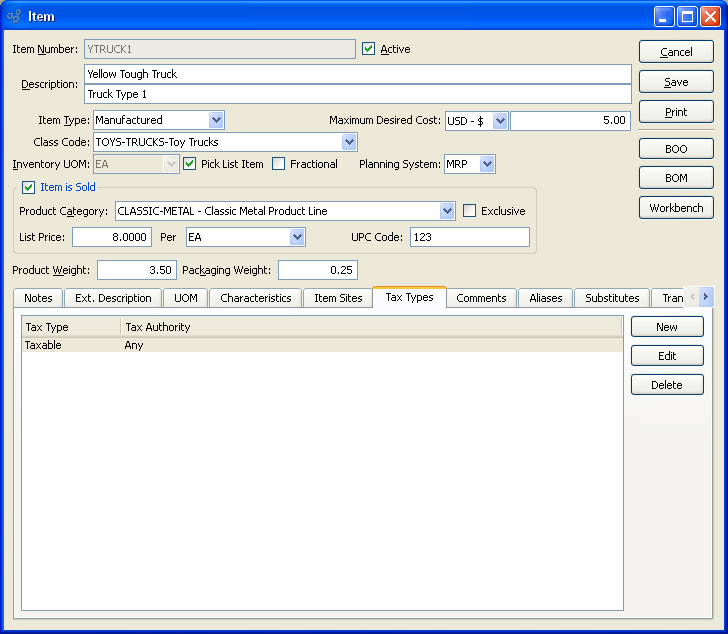 Item
Item Number: YTRUCK1 Active
Cancel
Description: Yellow Tough Truck
Truck Type 1
Save
Item Type: Manufactured Maximum Desired Cost: USD - $ 5.00
Print
Class Code: TOYS-TRUCKS-Toy Trucks
BOO
Inventory UOM: EA Pick List Item Fractional Planning System: MRP
BOM
Item is Sold
Workbench
Product Category: CLASSIC-METAL - Classic Metal Product Line Exclusive
List Price: 8.0000 Per EA UPC Code: 123
Product Weight: 3.50 Packaging Weight: 0.25
Notes Ext. Description UOM Characteristics Item Sites Tax Types Comments Aliases Substitutes Tran
Tax Type Tax Authority
Taxable Any
New
Edit
Delete